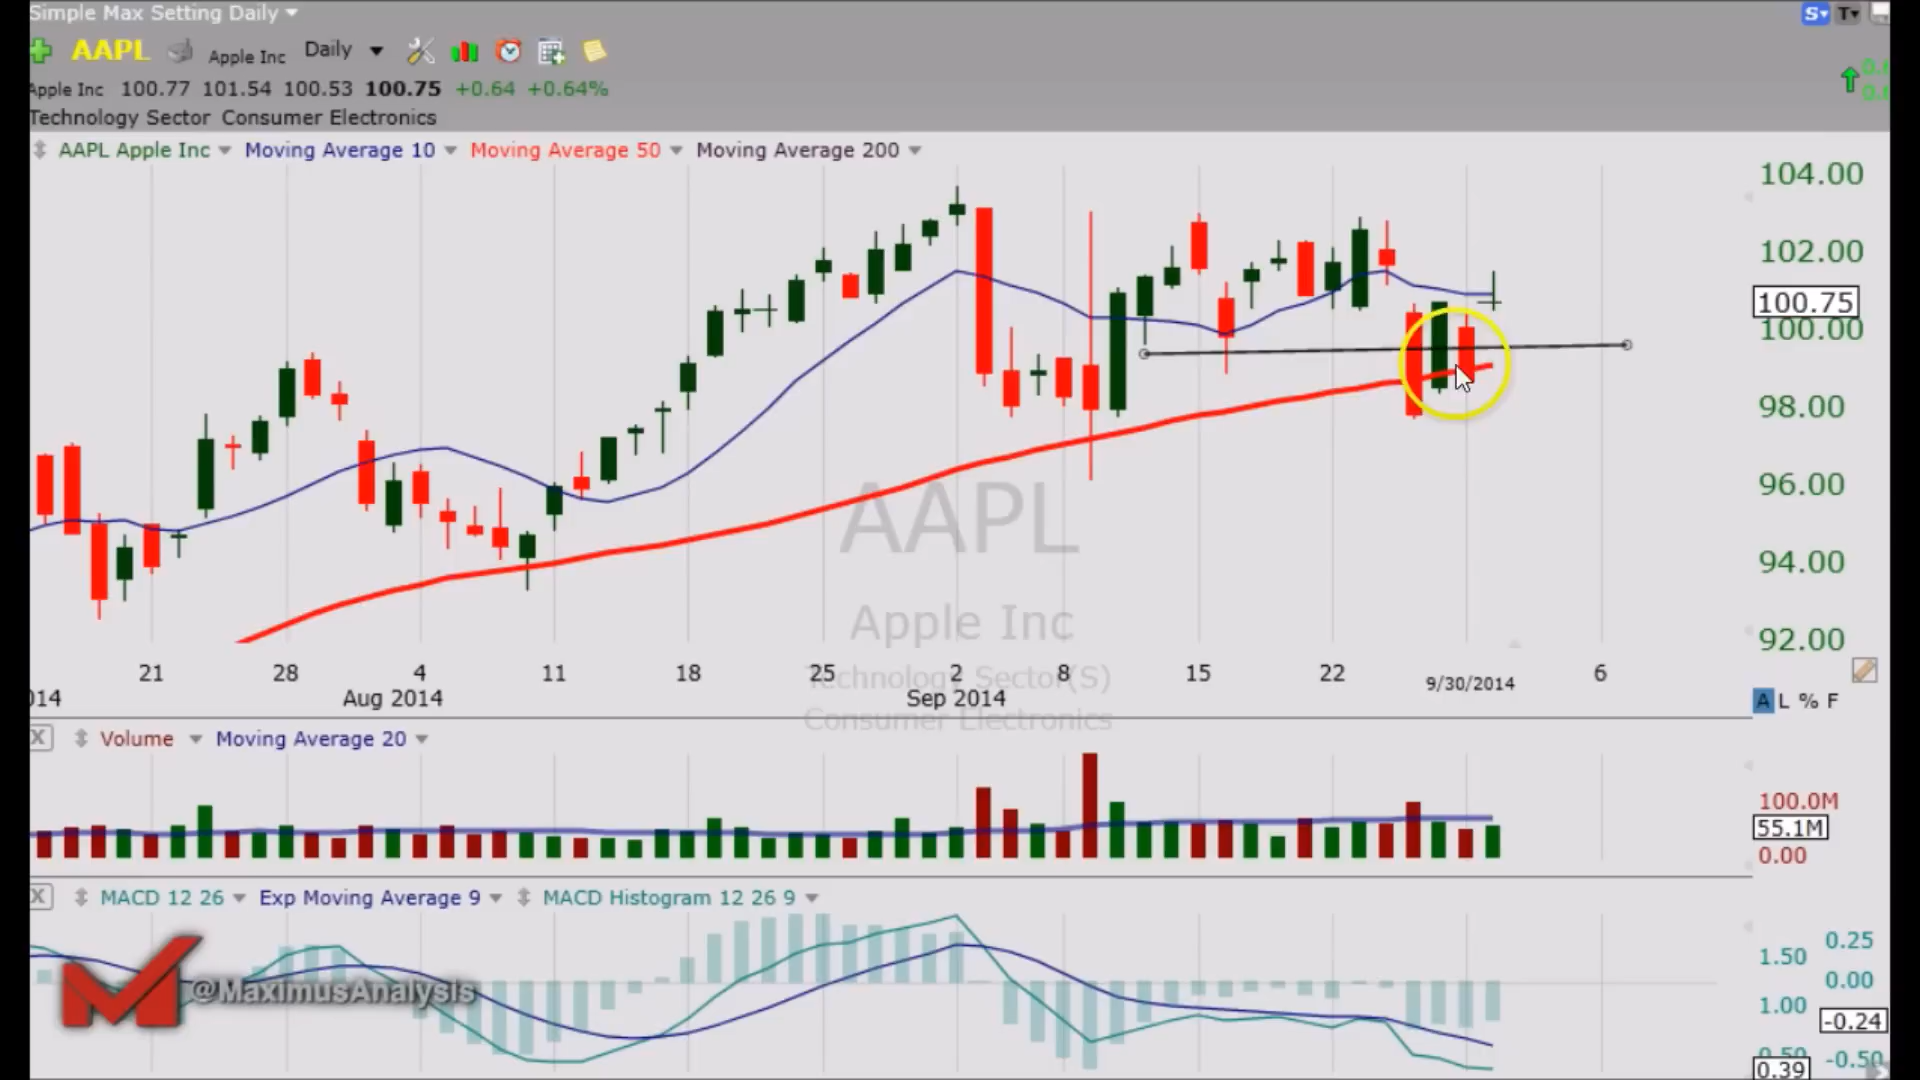 Simple Max Setting Daily
S T
AAPL Apple Inc Daily
Apple Inc 100.77 101.54 100.53 100.75 +0.64 +0.64%
Technology Sector Consumer Electronics
AAPL Apple Inc Moving Average 10 Moving Average 50 Moving Average 200
104.00
102.00
100.75
100.00
98.00
96.00
94.00
92.00
AAPL
Apple Inc
Technology Sector(S)
Consumer Electronics
21 28 4 11 18 25 2 8 15 22 9/30/2014 6
014 Aug 2014 Sep 2014
A L % F
X Volume Moving Average 20
100.0M
55.1M
0.00
X MACD 12 26 Exp Moving Average 9 MACD Histogram 12 26 9
1.50 0.25
0.00
1.00
-0.24
0.50 -0.50
0.39
@MaximusAnalysis